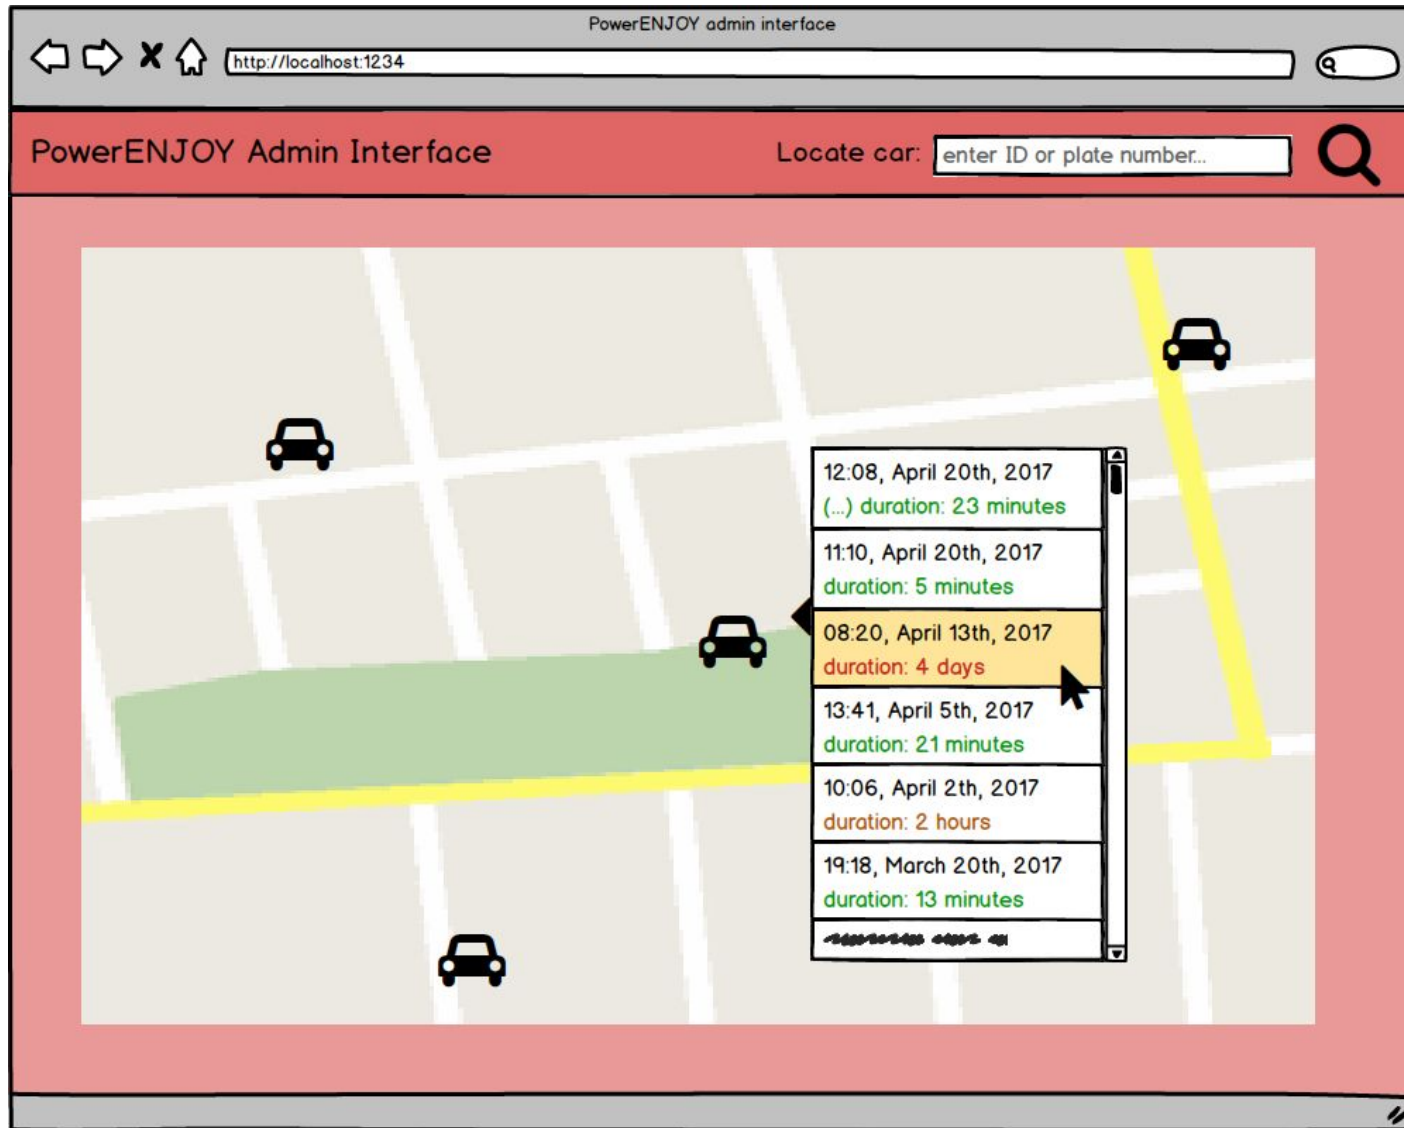 PowerENJOY admin interface
http://localhost:1234
PowerENJOY Admin Interface
Locate car: enter ID or plate number...
12:08, April 20th, 2017
(...) duration: 23 minutes
11:10, April 20th, 2017
duration: 5 minutes
08:20, April 13th, 2017
duration: 4 days
13:41, April 5th, 2017
duration: 21 minutes
10:06, April 2th, 2017
duration: 2 hours
19:18, March 20th, 2017
duration: 13 minutes